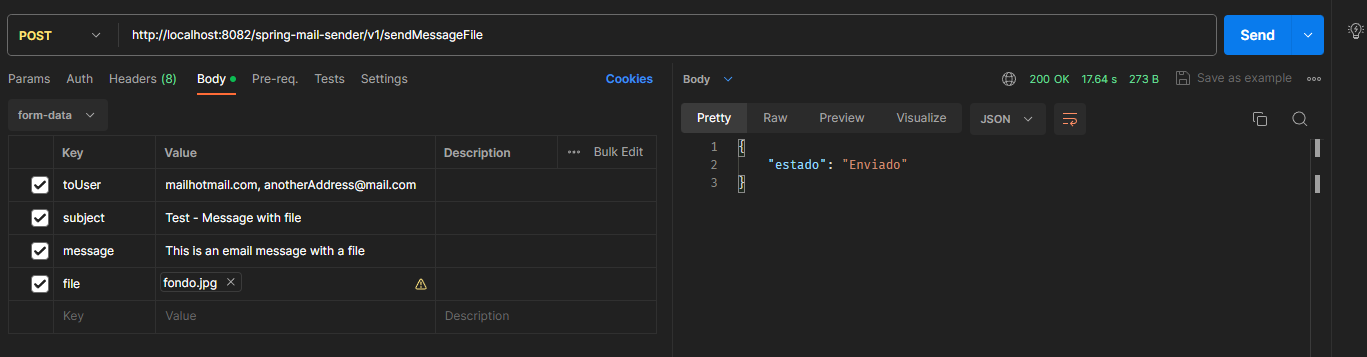 POST http://localhost:8082/spring-mail-sender/v1/sendMessageFile Send
Params Auth Headers (8) Body Pre-req. Tests Settings Cookies
form-data
Key Value Description ••• Bulk Edit
toUser mailhotmail.com, anotherAddress@mail.com
subject Test - Message with file
message This is an email message with a file
file fondo.jpg
Key Value Description
Body 200 OK 17.64 s 273 B Save as example
Pretty Raw Preview Visualize JSON
1 {
2 "estado": "Enviado"
3 }